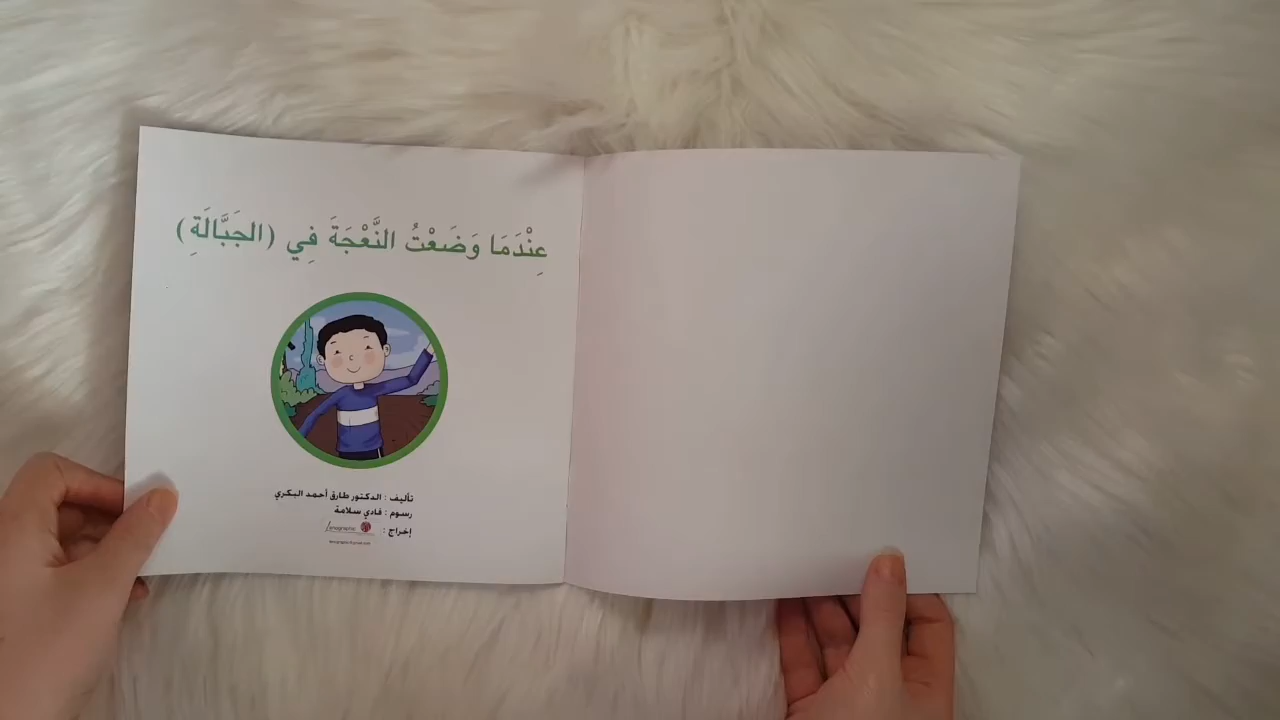 عِنْدَمَا وَضَعْتُ النَّعْجَةَ فِي (الجَبَّالَةِ)
تأليف : الدكتور طارق أحمد البكري
رسوم : فادي سلامة
إخراج :